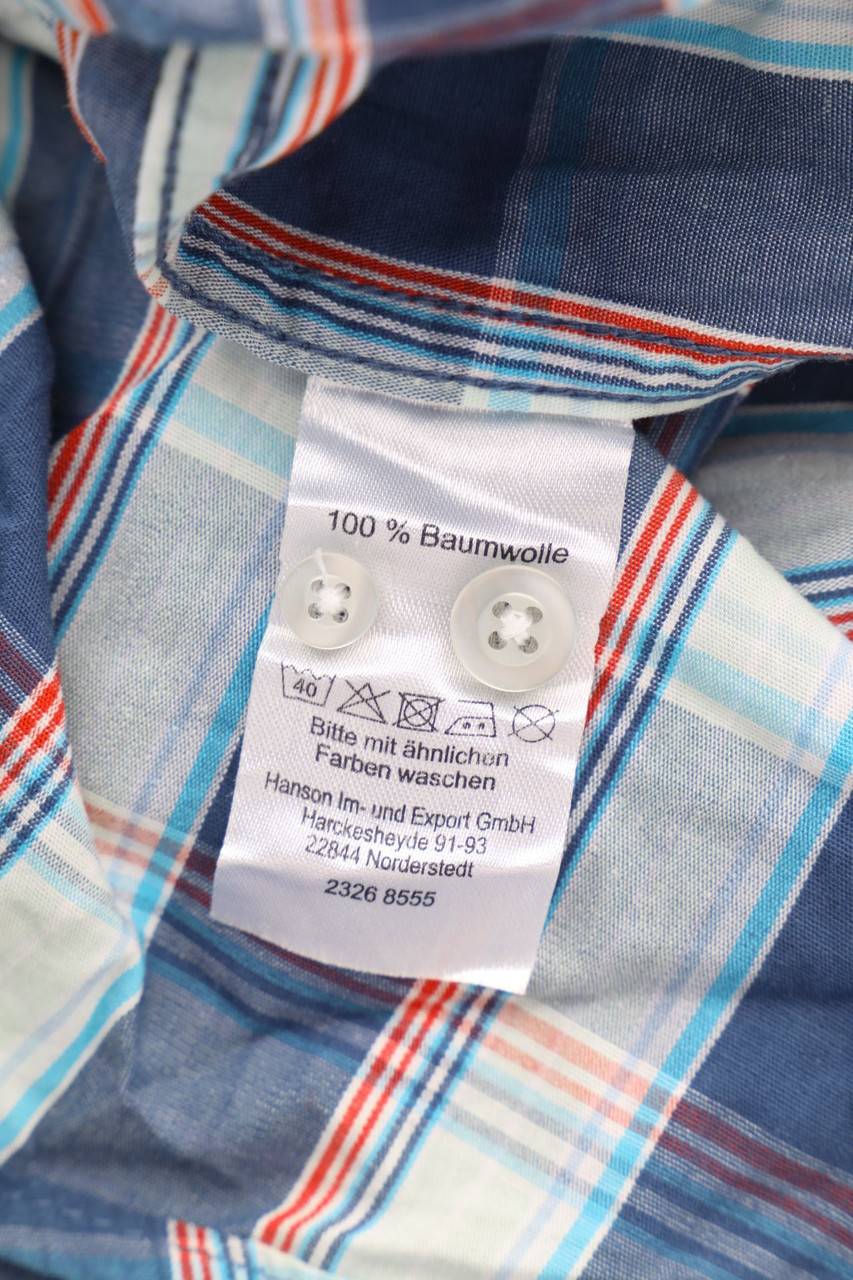 100 % Baumwolle
40
Bitte mit ähnlichen
Farben waschen
Hanson Im- und Export GmbH
Harckesheyde 91-93
22844 Norderstedt
2326 8555